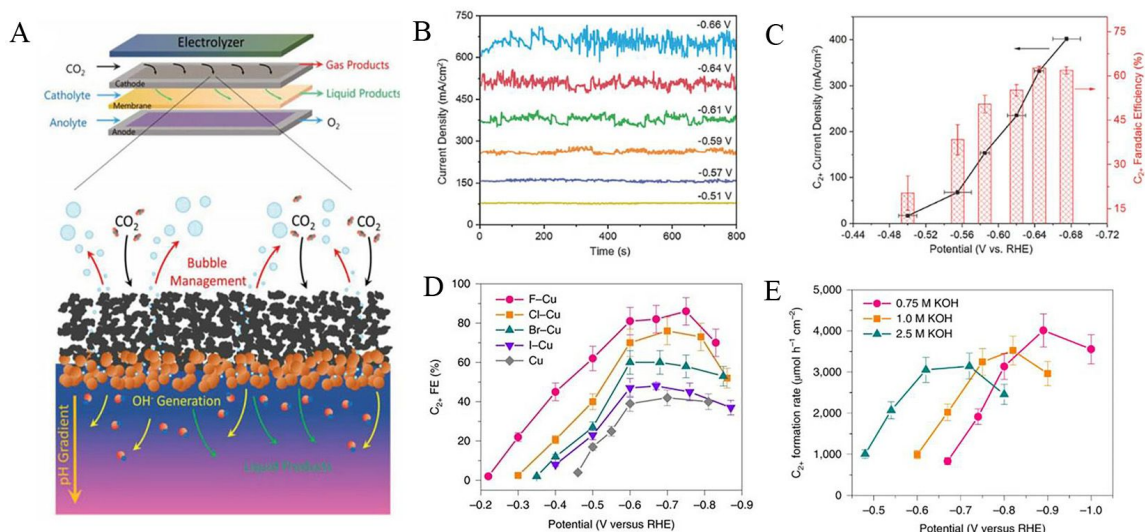 A
Electrolyzer
CO2
Gas Products
Cathode
Catholyte
Liquid Products
Membrane
Anolyte
O2
Anode
CO2
CO2
CO2
Bubble
Management
OH- Generation
Liquid Products
pH Gradient
B
Current Density (mA/cm²)
750
600
450
300
150
0
-0.66 V
-0.64 V
-0.61 V
-0.59 V
-0.57 V
-0.51 V
0 200 400 600 800
Time (s)
C
C2+ Current Density (mA/cm²)
400
300
200
100
0
75
60
45
30
15
C2+ Faradaic Efficiency (%)
-0.44 -0.48 -0.52 -0.56 -0.60 -0.64 -0.68 -0.72
Potential (V vs. RHE)
D
C2+ FE (%)
100
80
60
40
20
0
F–Cu
Cl–Cu
Br–Cu
I–Cu
Cu
–0.2 –0.3 –0.4 –0.5 –0.6 –0.7 –0.8 –0.9
Potential (V versus RHE)
E
C2+ formation rate (μmol h⁻¹ cm⁻²)
5,000
4,000
3,000
2,000
1,000
0
0.75 M KOH
1.0 M KOH
2.5 M KOH
–0.5 –0.6 –0.7 –0.8 –0.9 –1.0
Potential (V versus RHE)